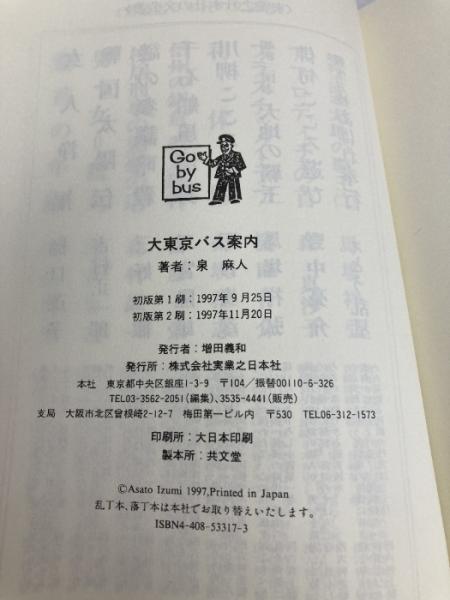 Go
by
bus
大東京バス案内
著者：泉　麻人
初版第1刷：1997年9月25日
初版第2刷：1997年11月20日
発行者：増田義和
発行所：株式会社実業之日本社
本社　東京都中央区銀座1-3-9　〒104／振替00110-6-326
TEL03-3562-2051(編集)、3535-4441(販売)
支局　大阪市北区曾根崎2-12-7　梅田第一ビル内　〒530　TEL06-312-1573
印刷所：大日本印刷
製本所：共文堂
©Asato Izumi 1997,Printed in Japan
乱丁本、落丁本は本社でお取り替えいたします。
ISBN4-408-53317-3